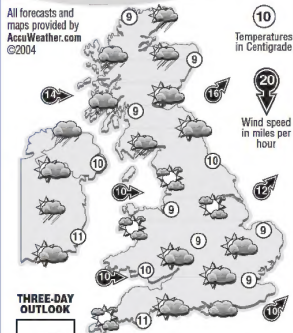 All forecasts and
maps provided by
AccuWeather.com
©2004
9
10
Temperatures
in Centigrade
9
14
16
20
9
Wind speed
in miles per
hour
10
10
10
12
9
9
11
9
9
10
10
9
THREE-DAY
OUTLOOK
11
10